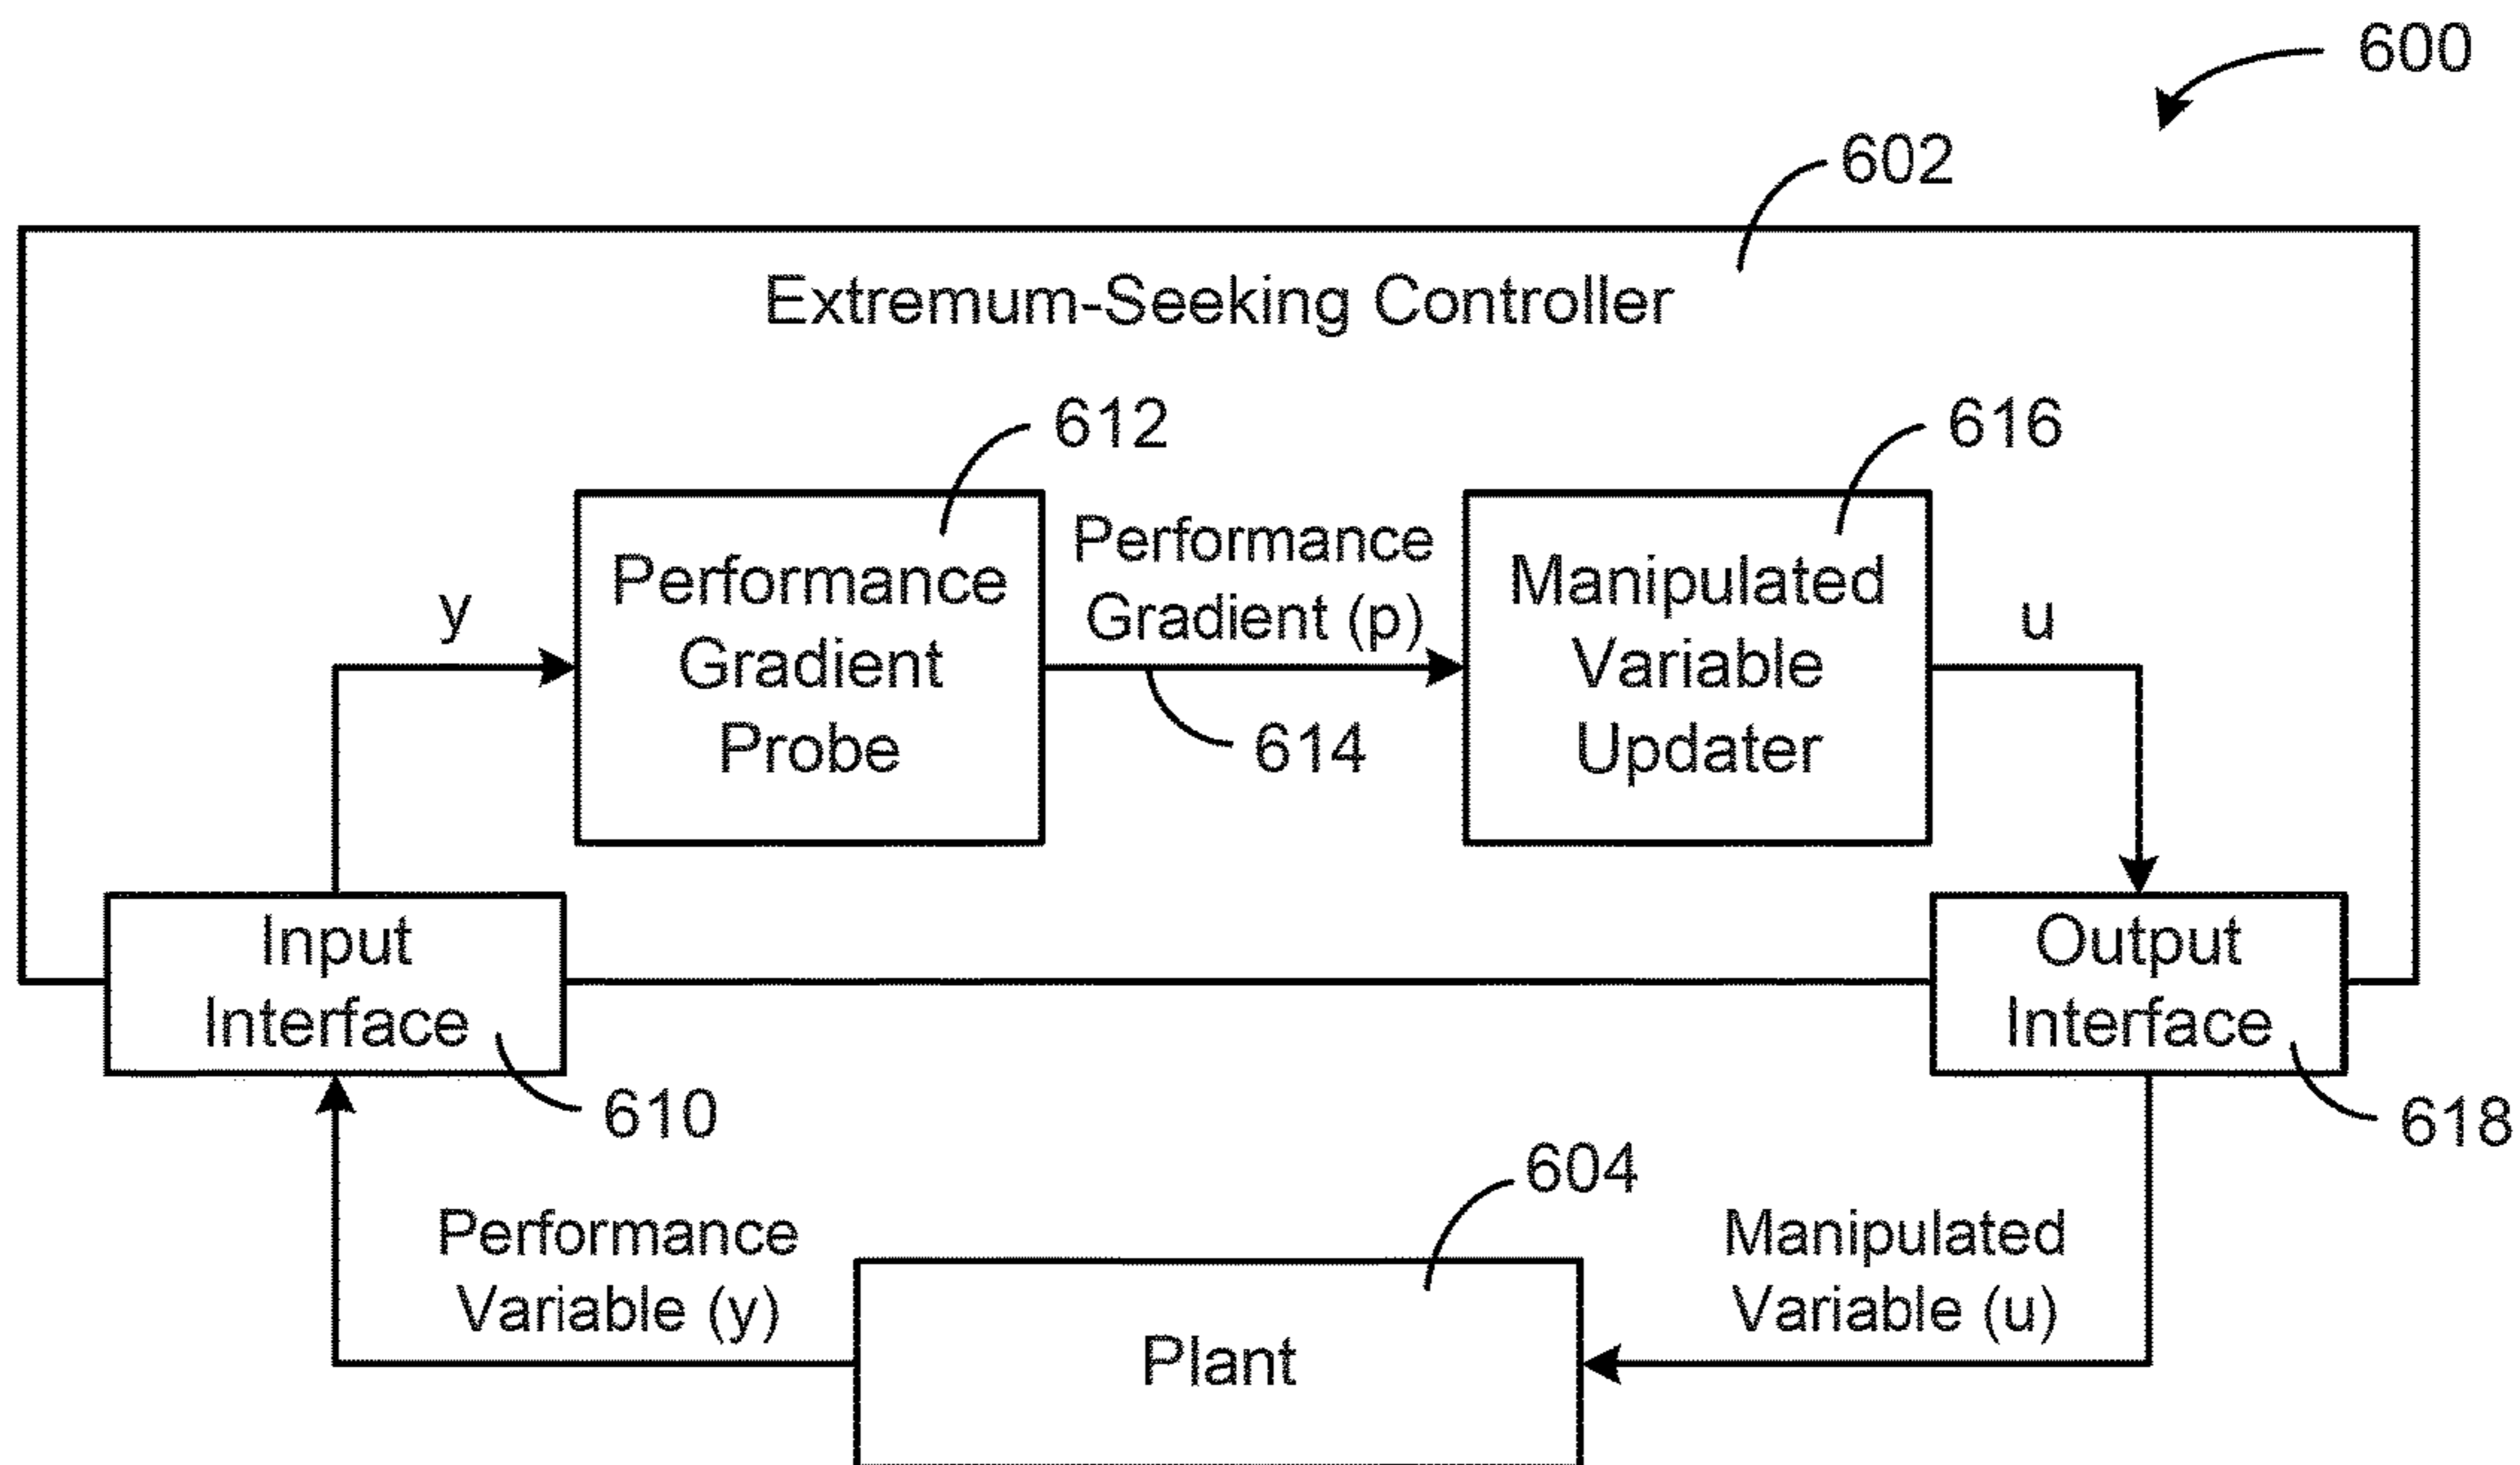 600
602
Extremum-Seeking Controller
612
616
Performance
Gradient
Probe
Performance
Gradient (p)
614
Manipulated
Variable
Updater
y
u
Input
Interface
610
Output
Interface
618
604
Performance
Variable (y)
Plant
Manipulated
Variable (u)